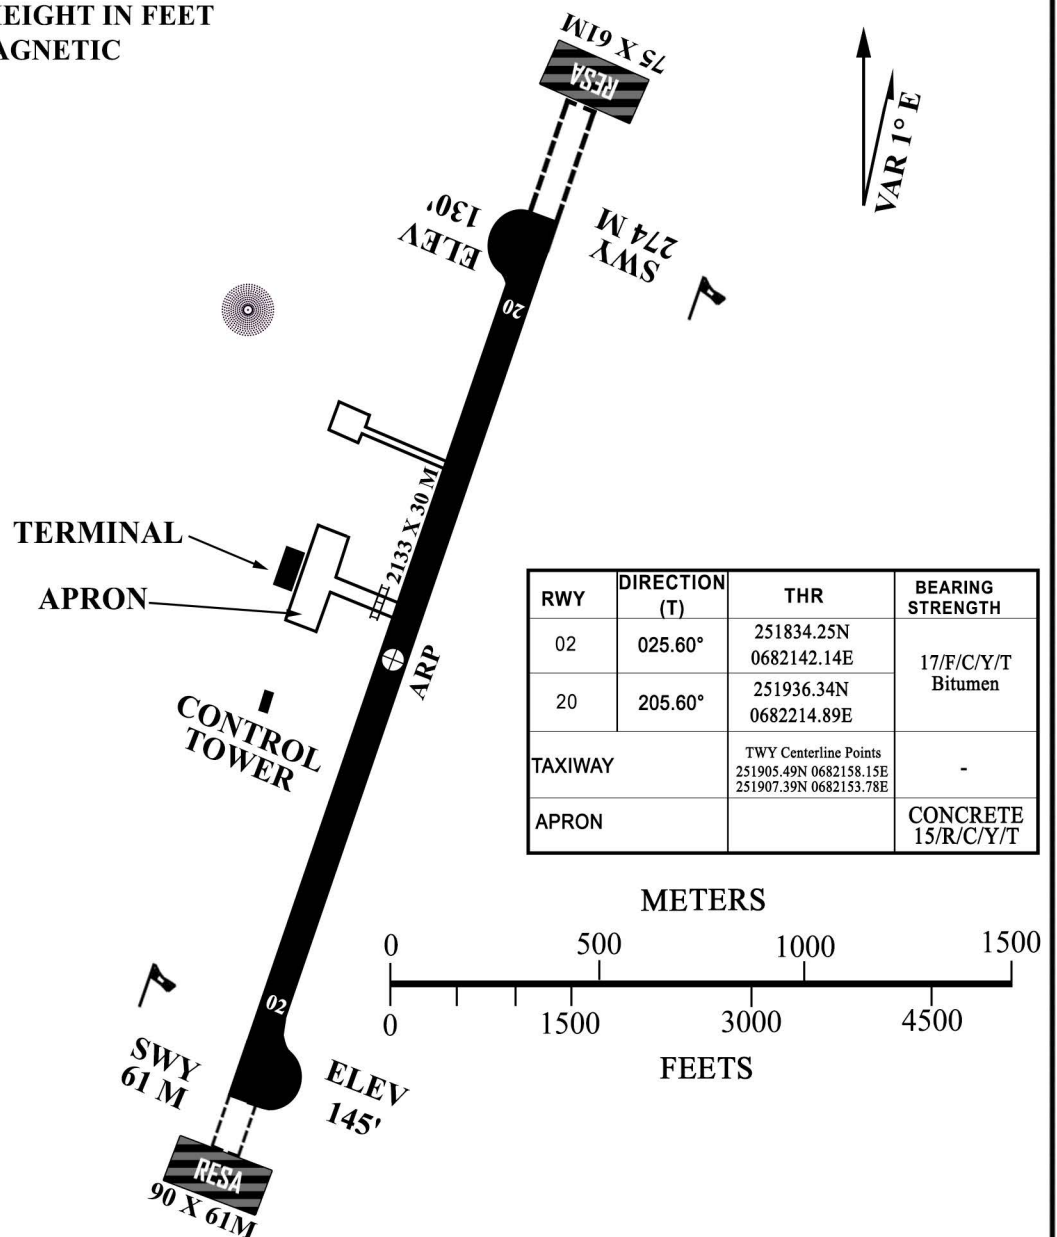 HEIGHT IN FEET
AGNETIC
75 X 61M
RESA
VAR 1° E
ELEV
130'
SWY
274 M
20
2133 X 30 M
TERMINAL
APRON
ARP
CONTROL
TOWER
RWY
DIRECTION
(T)
THR
BEARING
STRENGTH
02
025.60°
251834.25N
0682142.14E
17/F/C/Y/T
Bitumen
20
205.60°
251936.34N
0682214.89E
TAXIWAY
TWY Centerline Points
251905.49N 0682158.15E
251907.39N 0682153.78E
-
APRON
CONCRETE
15/R/C/Y/T
METERS
0 500 1000 1500
0 1500 3000 4500
FEETS
02
SWY
61 M
ELEV
145'
RESA
90 X 61M